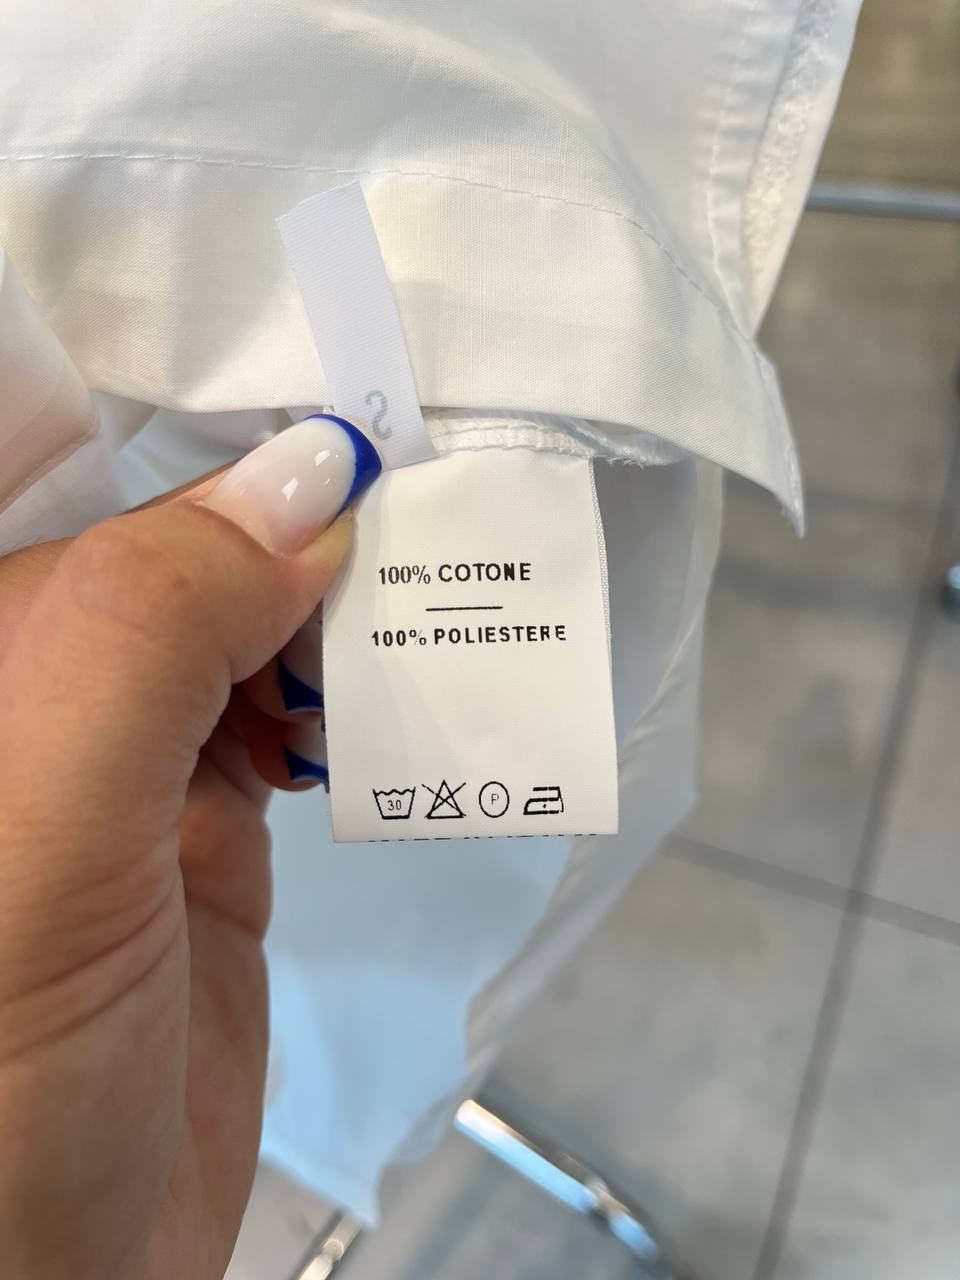 S
100% COTONE
100% POLIESTERE
30 P